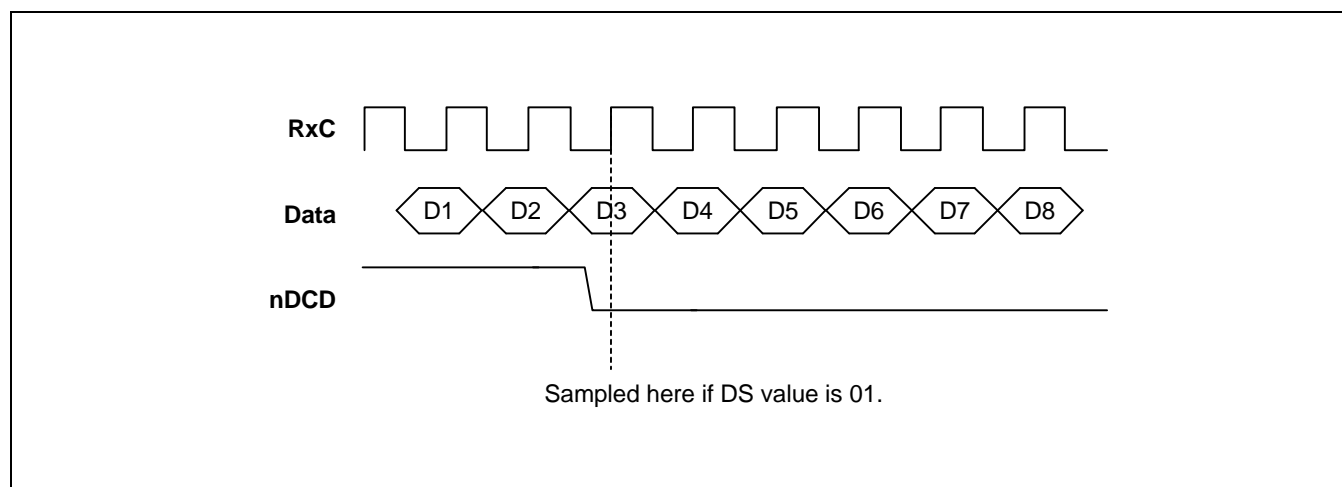 RxC
Data D1 D2 D3 D4 D5 D6 D7 D8
nDCD
Sampled here if DS value is 01.